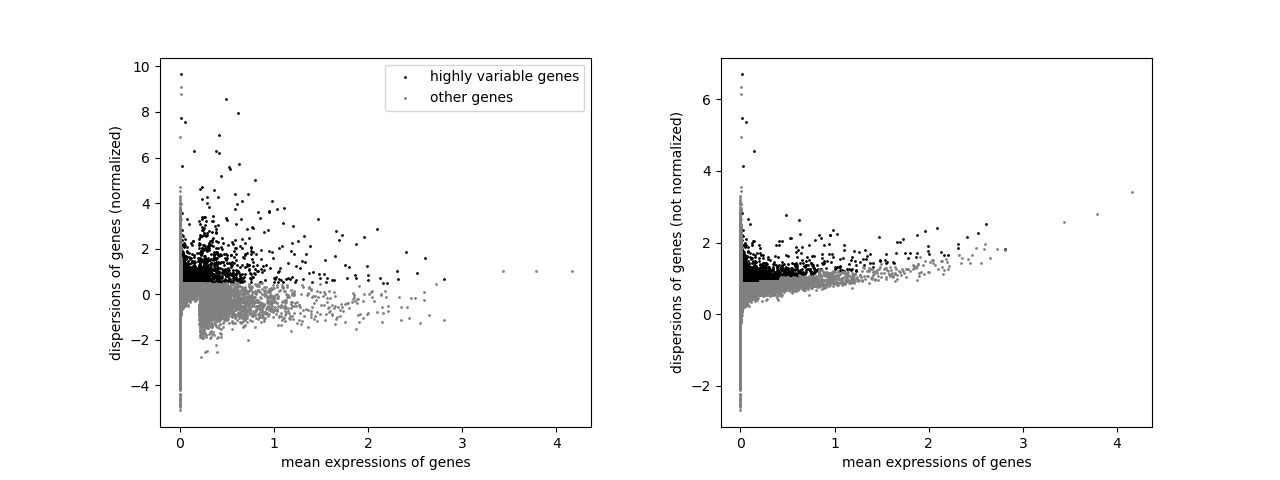 10
8
6
4
2
0
−2
−4
dispersions of genes (normalized)
0 1 2 3 4
mean expressions of genes
highly variable genes
other genes
6
4
2
0
−2
dispersions of genes (not normalized)
0 1 2 3 4
mean expressions of genes